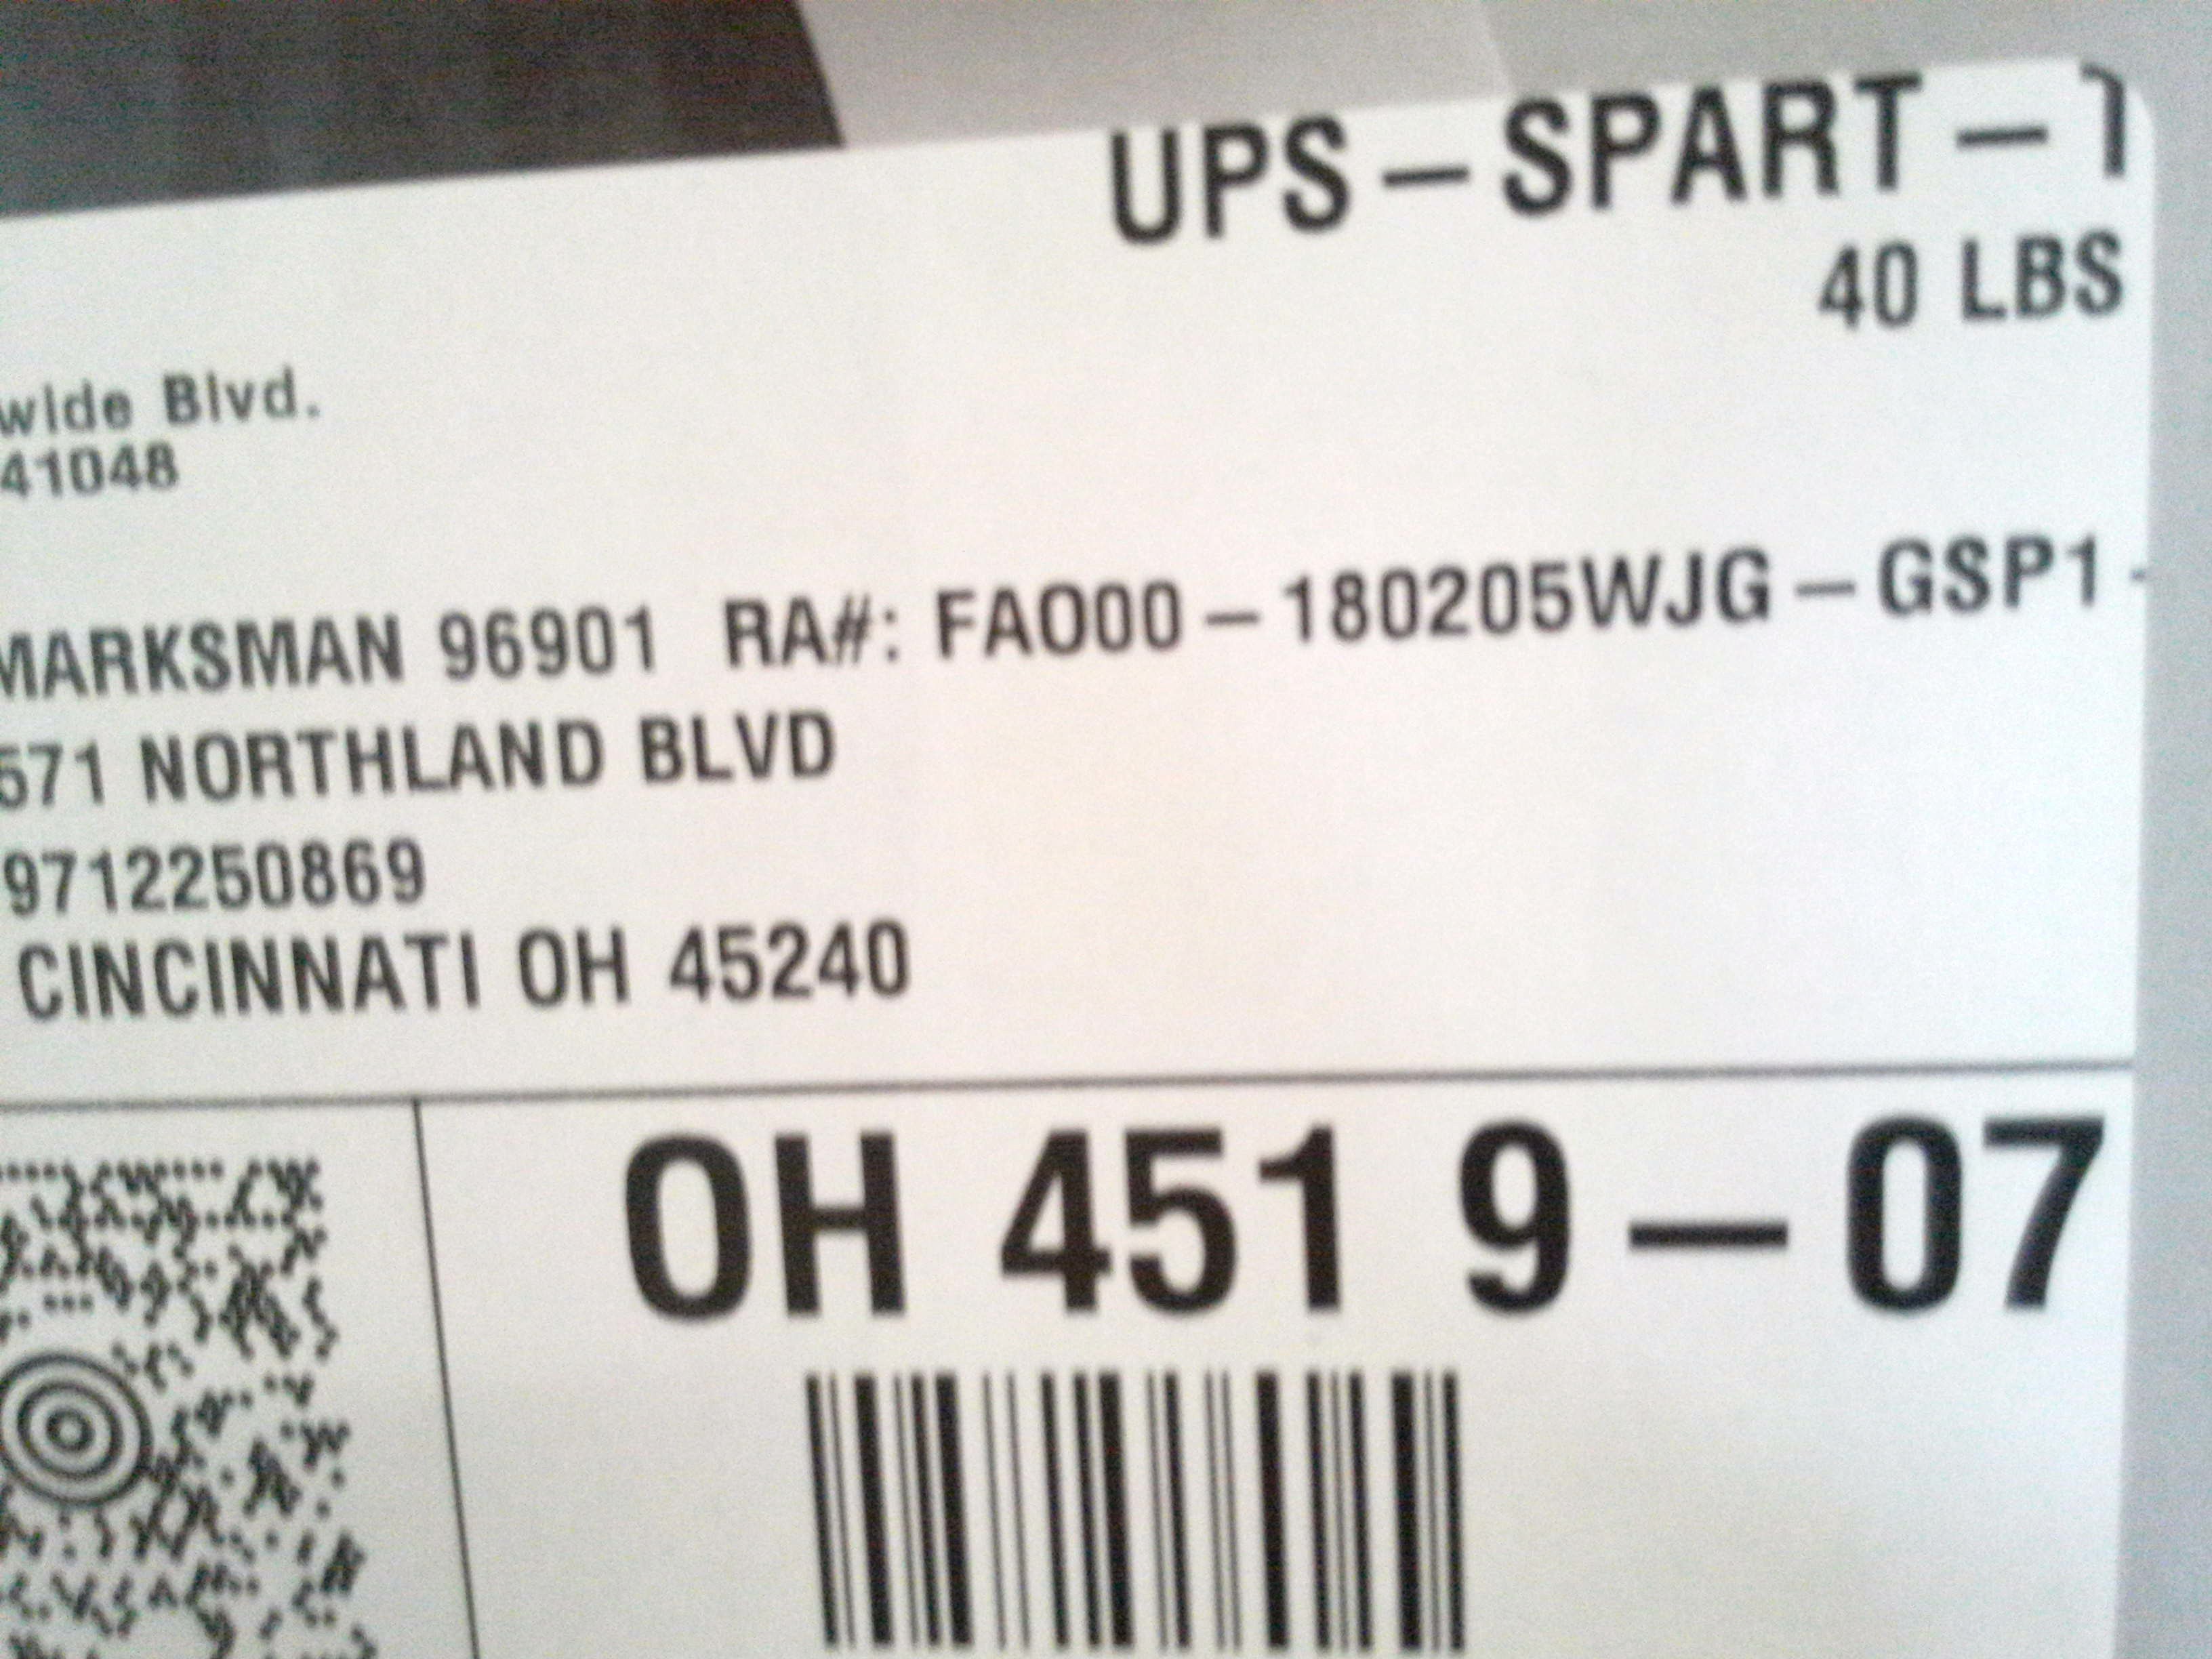 UPS-SPART-1
40 LBS
wide Blvd.
41048
MARKSMAN 96901 RA#: FAO00-180205WJG-GSP1-
571 NORTHLAND BLVD
9712250869
CINCINNATI OH 45240
OH 451 9-07